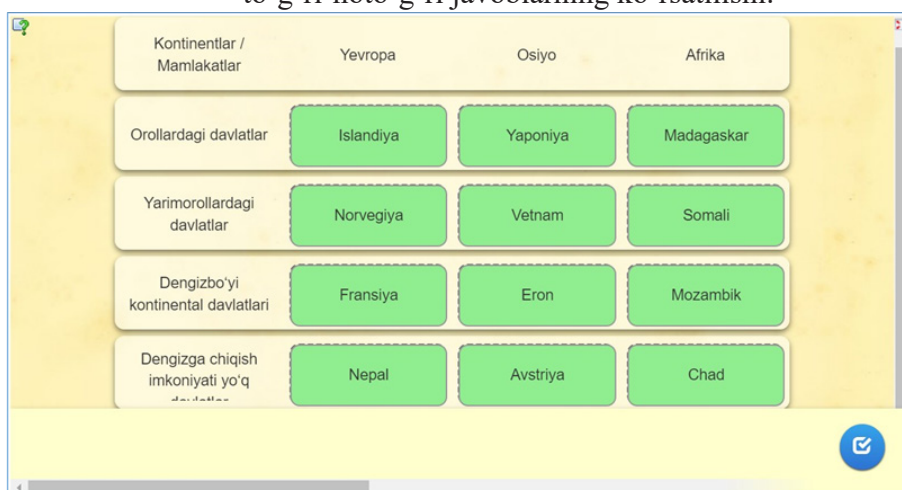 Kontinentlar /
Mamlakatlar
Yevropa
Osiyo
Afrika
Orollardagi davlatlar
Islandiya
Yaponiya
Madagaskar
Yarimorollardagi
davlatlar
Norvegiya
Vetnam
Somali
Dengizbo‘yi
kontinental davlatlari
Fransiya
Eron
Mozambik
Dengizga chiqish
imkoniyati yo‘q
Nepal
Avstriya
Chad